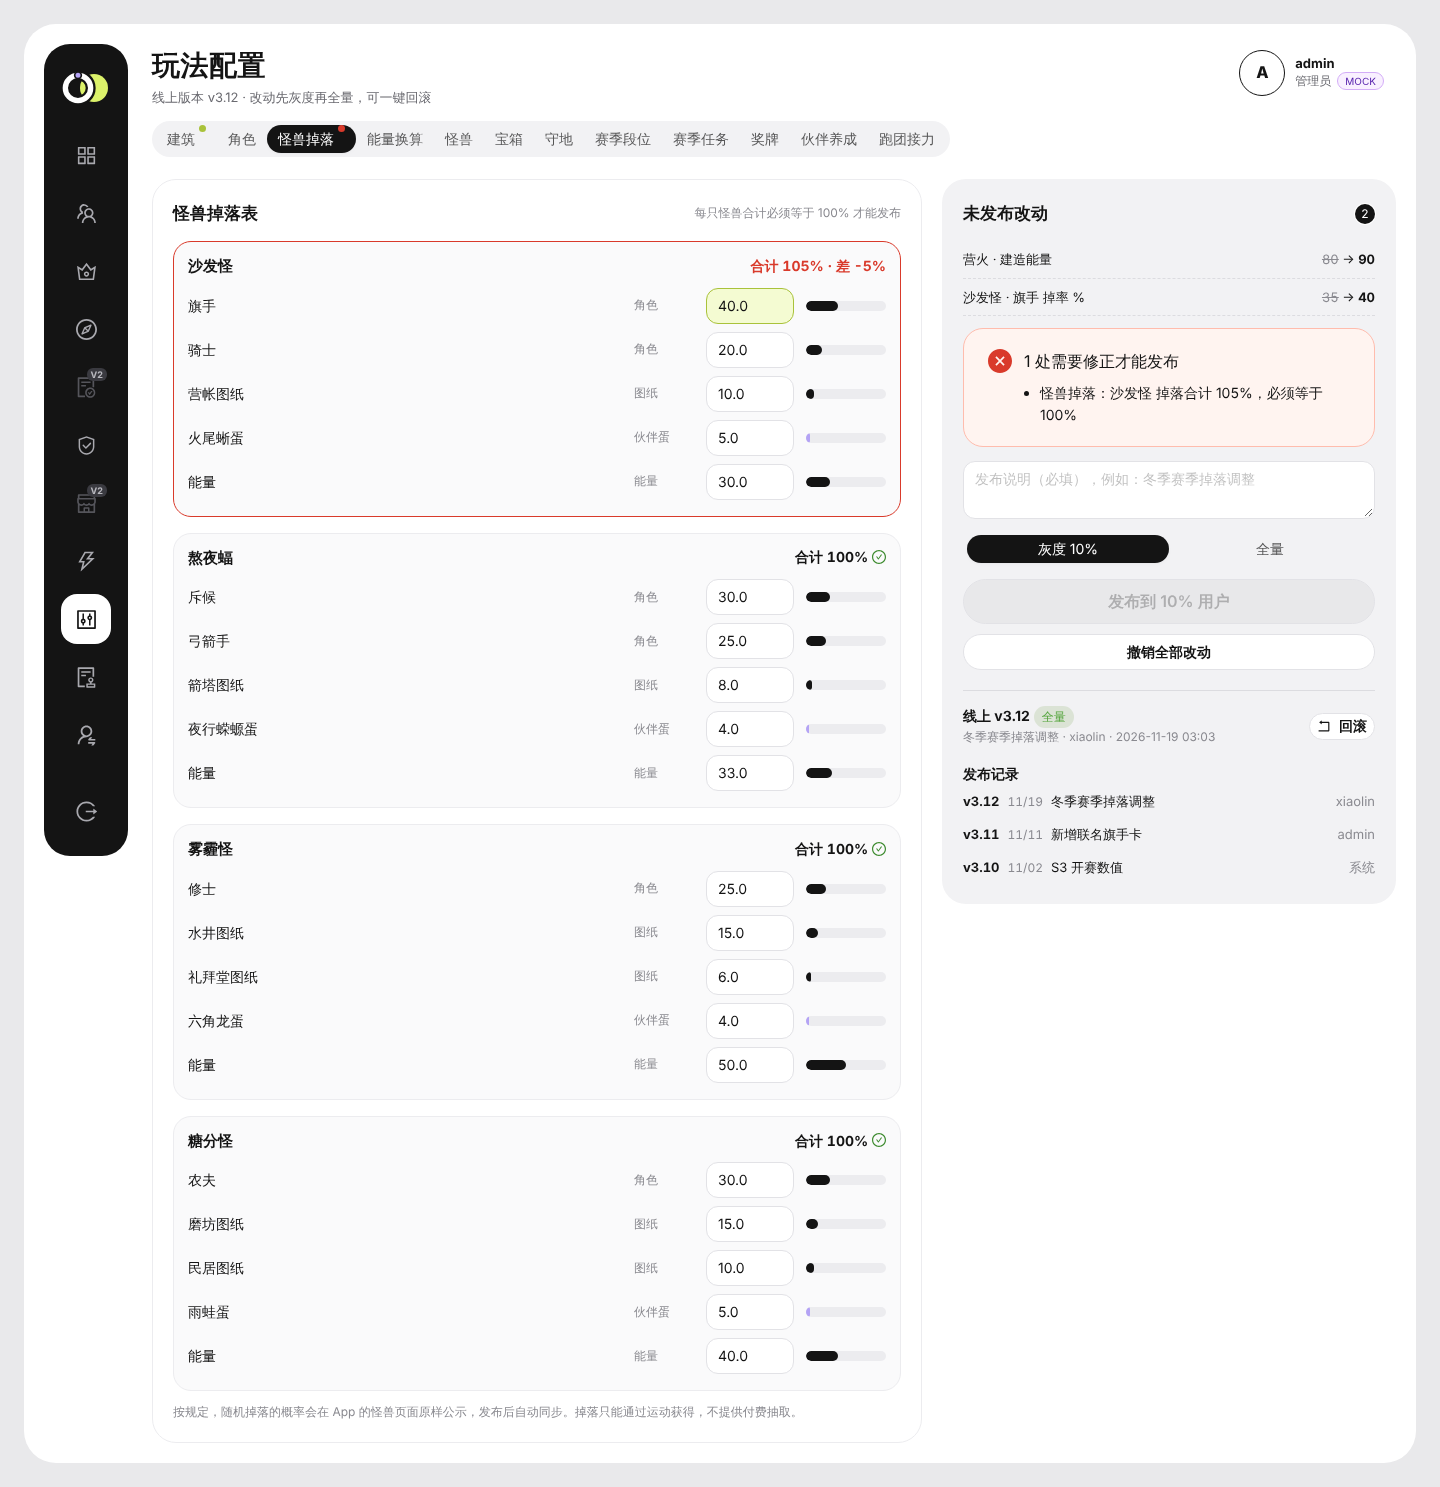 玩法配置
线上版本 v3.12 · 改动先灰度再全量，可一键回滚
A
admin
管理员 MOCK
建筑 角色 怪兽掉落 能量换算 怪兽 宝箱 守地 赛季段位 赛季任务 奖牌 伙伴养成 跑团接力
V2
V2
怪兽掉落表
每只怪兽合计必须等于 100% 才能发布
沙发怪 合计 105% · 差 -5%
旗手 角色 40.0
骑士 角色 20.0
营帐图纸 图纸 10.0
火尾蜥蛋 伙伴蛋 5.0
能量 能量 30.0
熬夜蝠 合计 100%
斥候 角色 30.0
弓箭手 角色 25.0
箭塔图纸 图纸 8.0
夜行蝾螈蛋 伙伴蛋 4.0
能量 能量 33.0
雾霾怪 合计 100%
修士 角色 25.0
水井图纸 图纸 15.0
礼拜堂图纸 图纸 6.0
六角龙蛋 伙伴蛋 4.0
能量 能量 50.0
糖分怪 合计 100%
农夫 角色 30.0
磨坊图纸 图纸 15.0
民居图纸 图纸 10.0
雨蛙蛋 伙伴蛋 5.0
能量 能量 40.0
按规定，随机掉落的概率会在 App 的怪兽页面原样公示，发布后自动同步。掉落只能通过运动获得，不提供付费抽取。
未发布改动 2
营火 · 建造能量 80 → 90
沙发怪 · 旗手 掉率 % 35 → 40
1 处需要修正才能发布
• 怪兽掉落：沙发怪 掉落合计 105%，必须等于
100%
发布说明（必填），例如：冬季赛季掉落调整
灰度 10% 全量
发布到 10% 用户
撤销全部改动
线上 v3.12 全量
冬季赛季掉落调整 · xiaolin · 2026-11-19 03:03
回滚
发布记录
v3.12 11/19 冬季赛季掉落调整 xiaolin
v3.11 11/11 新增联名旗手卡 admin
v3.10 11/02 S3 开赛数值 系统